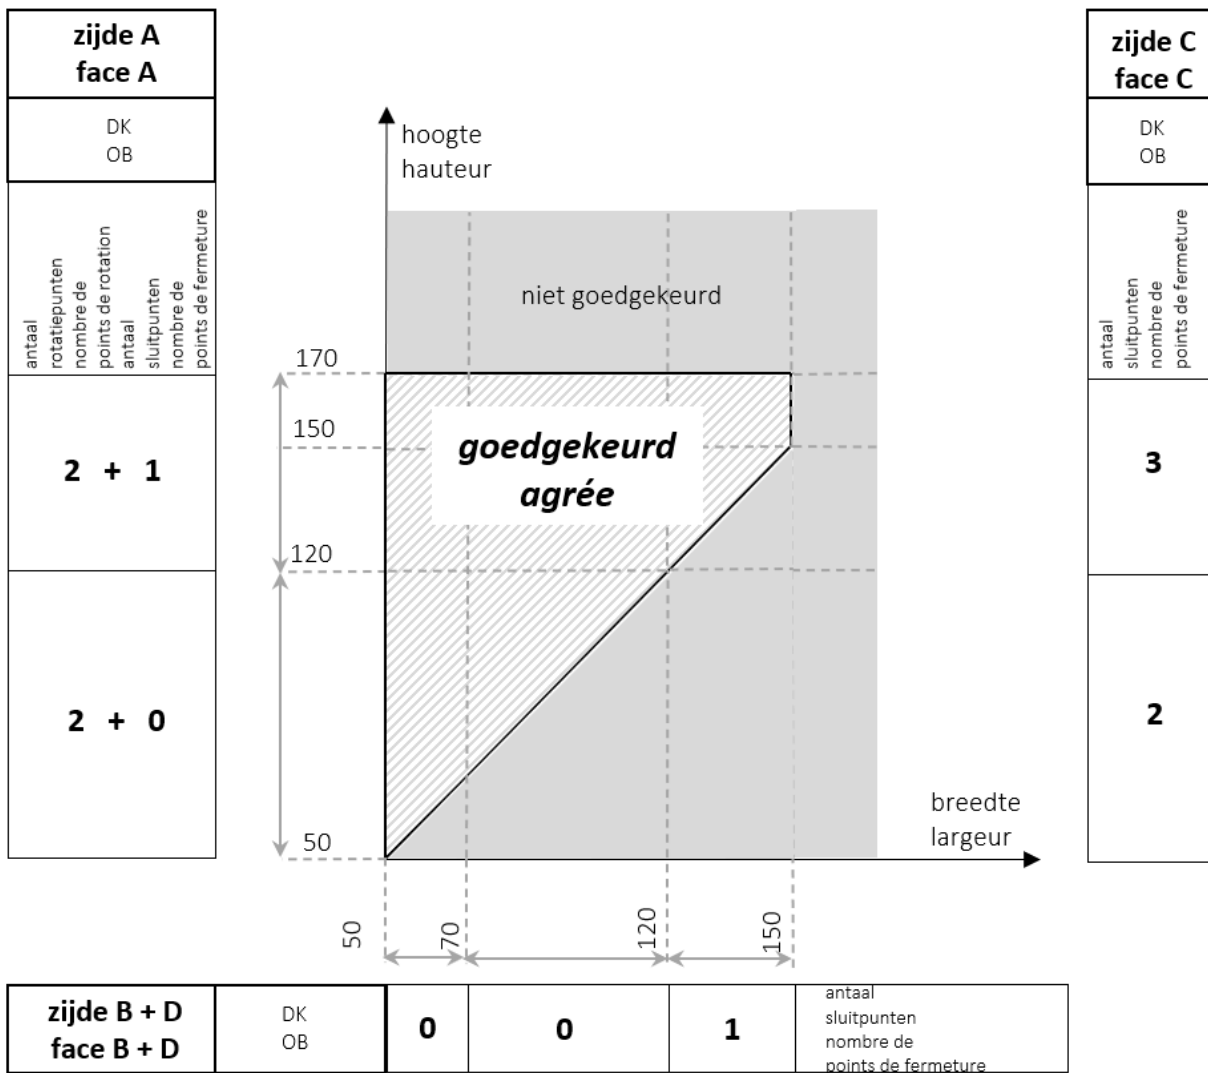 zijde A
face A
DK
OB
antaal
rotatiepunten
nombre de
points de rotation
antaal
sluitpunten
nombre de
points de fermeture
2 + 1
2 + 0
hoogte
hauteur
niet goedgekeurd
170
150
120
50
goedgekeurd
agrée
breedte
largeur
50
70
120
150
zijde C
face C
DK
OB
antaal
sluitpunten
nombre de
points de fermeture
3
2
zijde B + D
face B + D
DK
OB
0
0
1
antaal
sluitpunten
nombre de
points de fermeture